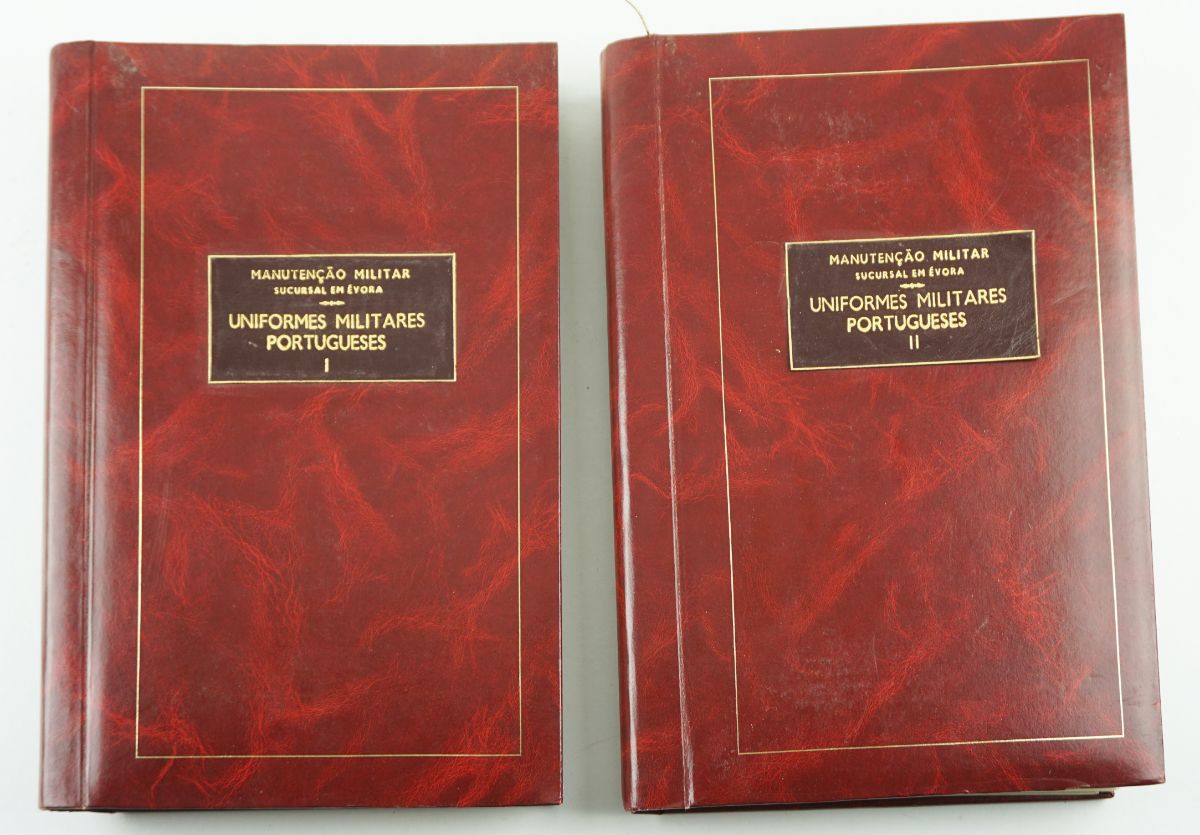 MANUTENÇÃO MILITAR
SUCURSAL EM ÉVORA
UNIFORMES MILITARES
PORTUGUESES
I
MANUTENÇÃO MILITAR
SUCURSAL EM ÉVORA
UNIFORMES MILITARES
PORTUGUESES
II